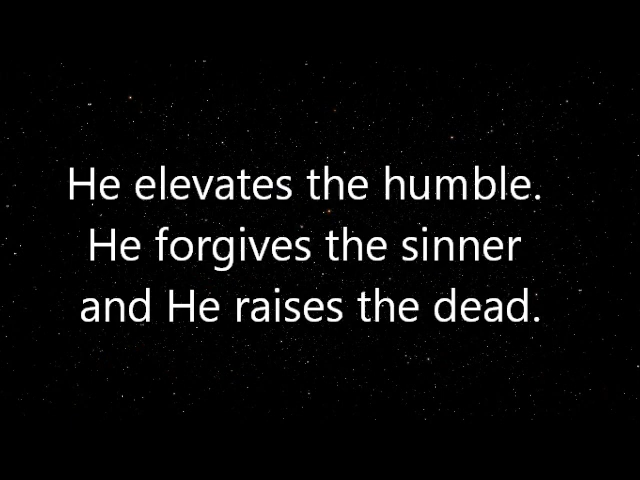 He elevates the humble.
He forgives the sinner
and He raises the dead.